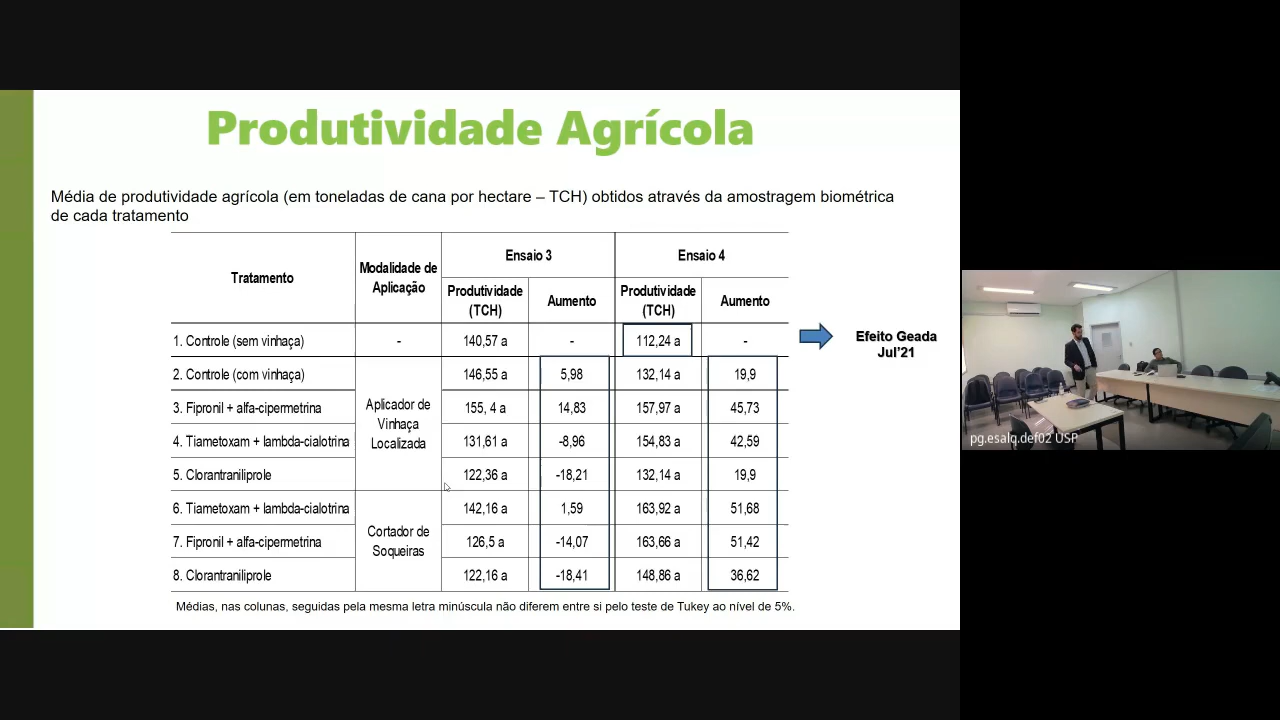 Produtividade Agrícola
Média de produtividade agrícola (em toneladas de cana por hectare – TCH) obtidos através da amostragem biométrica
de cada tratamento
Tratamento
Modalidade de
Aplicação
Ensaio 3
Ensaio 4
Produtividade
(TCH)
Aumento
Produtividade
(TCH)
Aumento
1. Controle (sem vinhaça) - 140,57 a - 112,24 a -
Efeito Geada
Jul'21
2. Controle (com vinhaça) 146,55 a 5,98 132,14 a 19,9
Aplicador de
Vinhaça
Localizada
3. Fipronil + alfa-cipermetrina 155, 4 a 14,83 157,97 a 45,73
4. Tiametoxam + lambda-cialotrina 131,61 a -8,96 154,83 a 42,59
5. Clorantraniliprole 122,36 a -18,21 132,14 a 19,9
6. Tiametoxam + lambda-cialotrina 142,16 a 1,59 163,92 a 51,68
Cortador de
Soqueiras
7. Fipronil + alfa-cipermetrina 126,5 a -14,07 163,66 a 51,42
8. Clorantraniliprole 122,16 a -18,41 148,86 a 36,62
Médias, nas colunas, seguidas pela mesma letra minúscula não diferem entre si pelo teste de Tukey ao nível de 5%.
pg.esalq.def02 USP